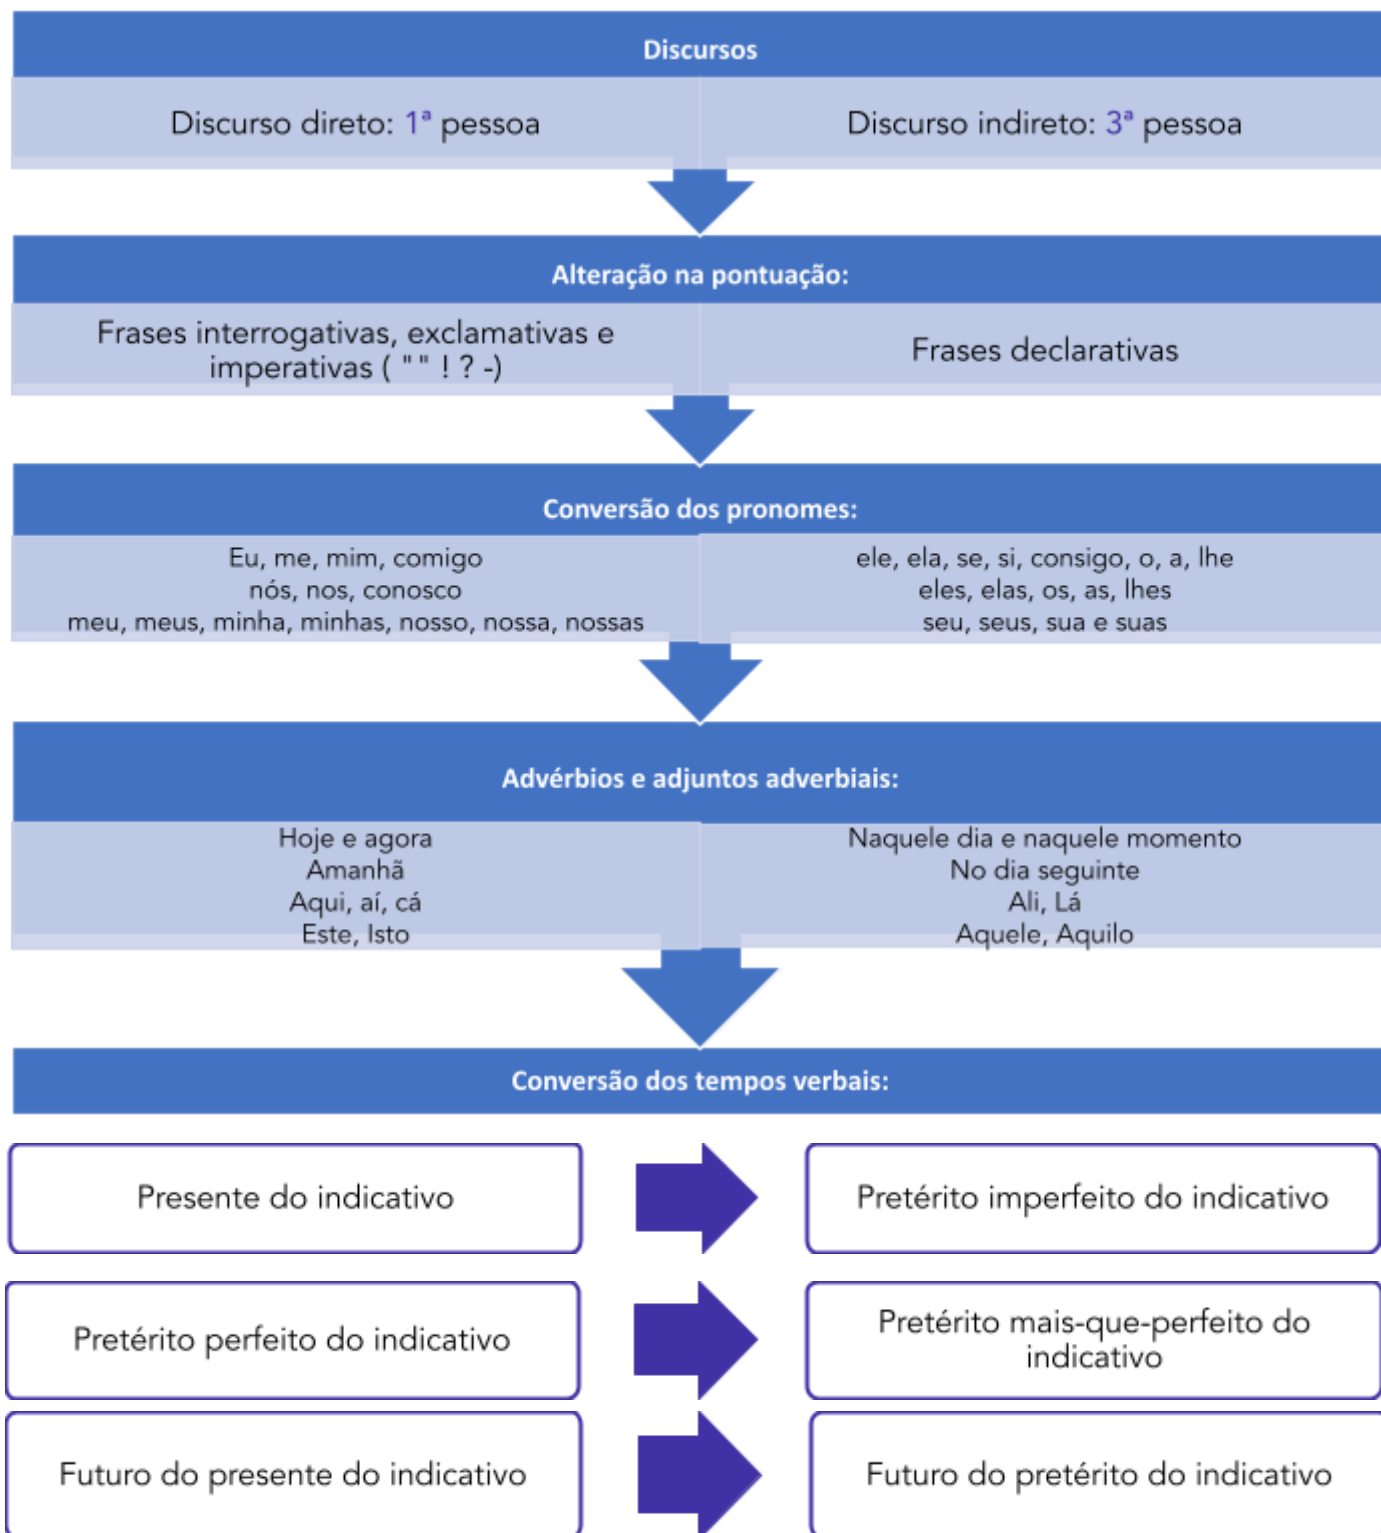 Discursos
Discurso direto: 1ª pessoa
Discurso indireto: 3ª pessoa
Alteração na pontuação:
Frases interrogativas, exclamativas e
imperativas ( " " ! ? -)
Frases declarativas
Conversão dos pronomes:
Eu, me, mim, comigo
nós, nos, conosco
meu, meus, minha, minhas, nosso, nossa, nossas
ele, ela, se, si, consigo, o, a, lhe
eles, elas, os, as, lhes
seu, seus, sua e suas
Advérbios e adjuntos adverbiais:
Hoje e agora
Amanhã
Aqui, aí, cá
Este, Isto
Naquele dia e naquele momento
No dia seguinte
Ali, Lá
Aquele, Aquilo
Conversão dos tempos verbais:
Presente do indicativo
Pretérito imperfeito do indicativo
Pretérito perfeito do indicativo
Pretérito mais-que-perfeito do
indicativo
Futuro do presente do indicativo
Futuro do pretérito do indicativo